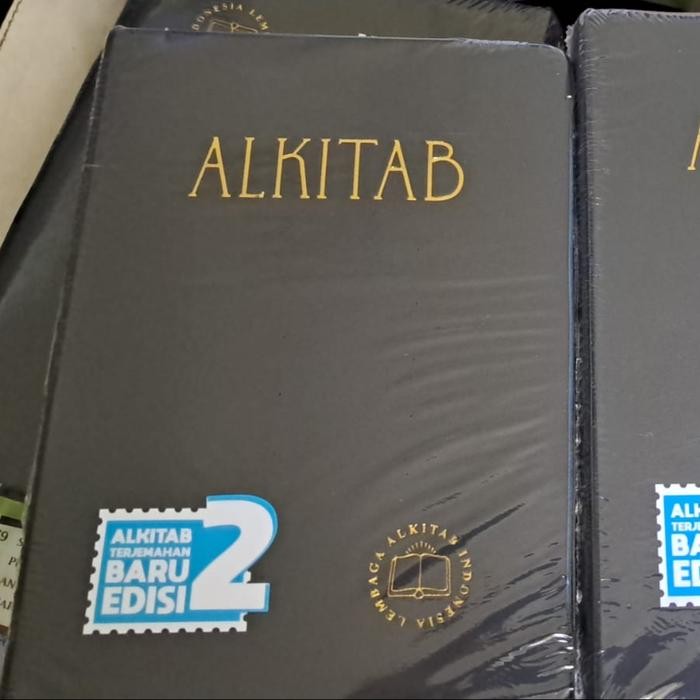 ALKITAB
ALKITAB
TERJEMAHAN
BARU
EDISI 2
LEMBAGA ALKITAB INDONESIA